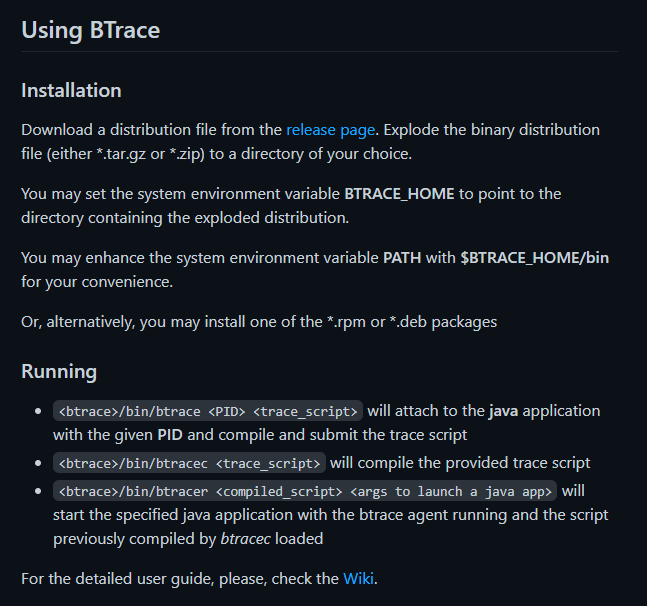 Using BTrace
Installation
Download a distribution file from the release page. Explode the binary distribution
file (either *.tar.gz or *.zip) to a directory of your choice.
You may set the system environment variable BTRACE_HOME to point to the
directory containing the exploded distribution.
You may enhance the system environment variable PATH with $BTRACE_HOME/bin
for your convenience.
Or, alternatively, you may install one of the *.rpm or *.deb packages
Running
• <btrace>/bin/btrace <PID> <trace_script> will attach to the java application
with the given PID and compile and submit the trace script
• <btrace>/bin/btracec <trace_script> will compile the provided trace script
• <btrace>/bin/btracer <compiled_script> <args to launch a java app> will
start the specified java application with the btrace agent running and the script
previously compiled by btracec loaded
For the detailed user guide, please, check the Wiki.